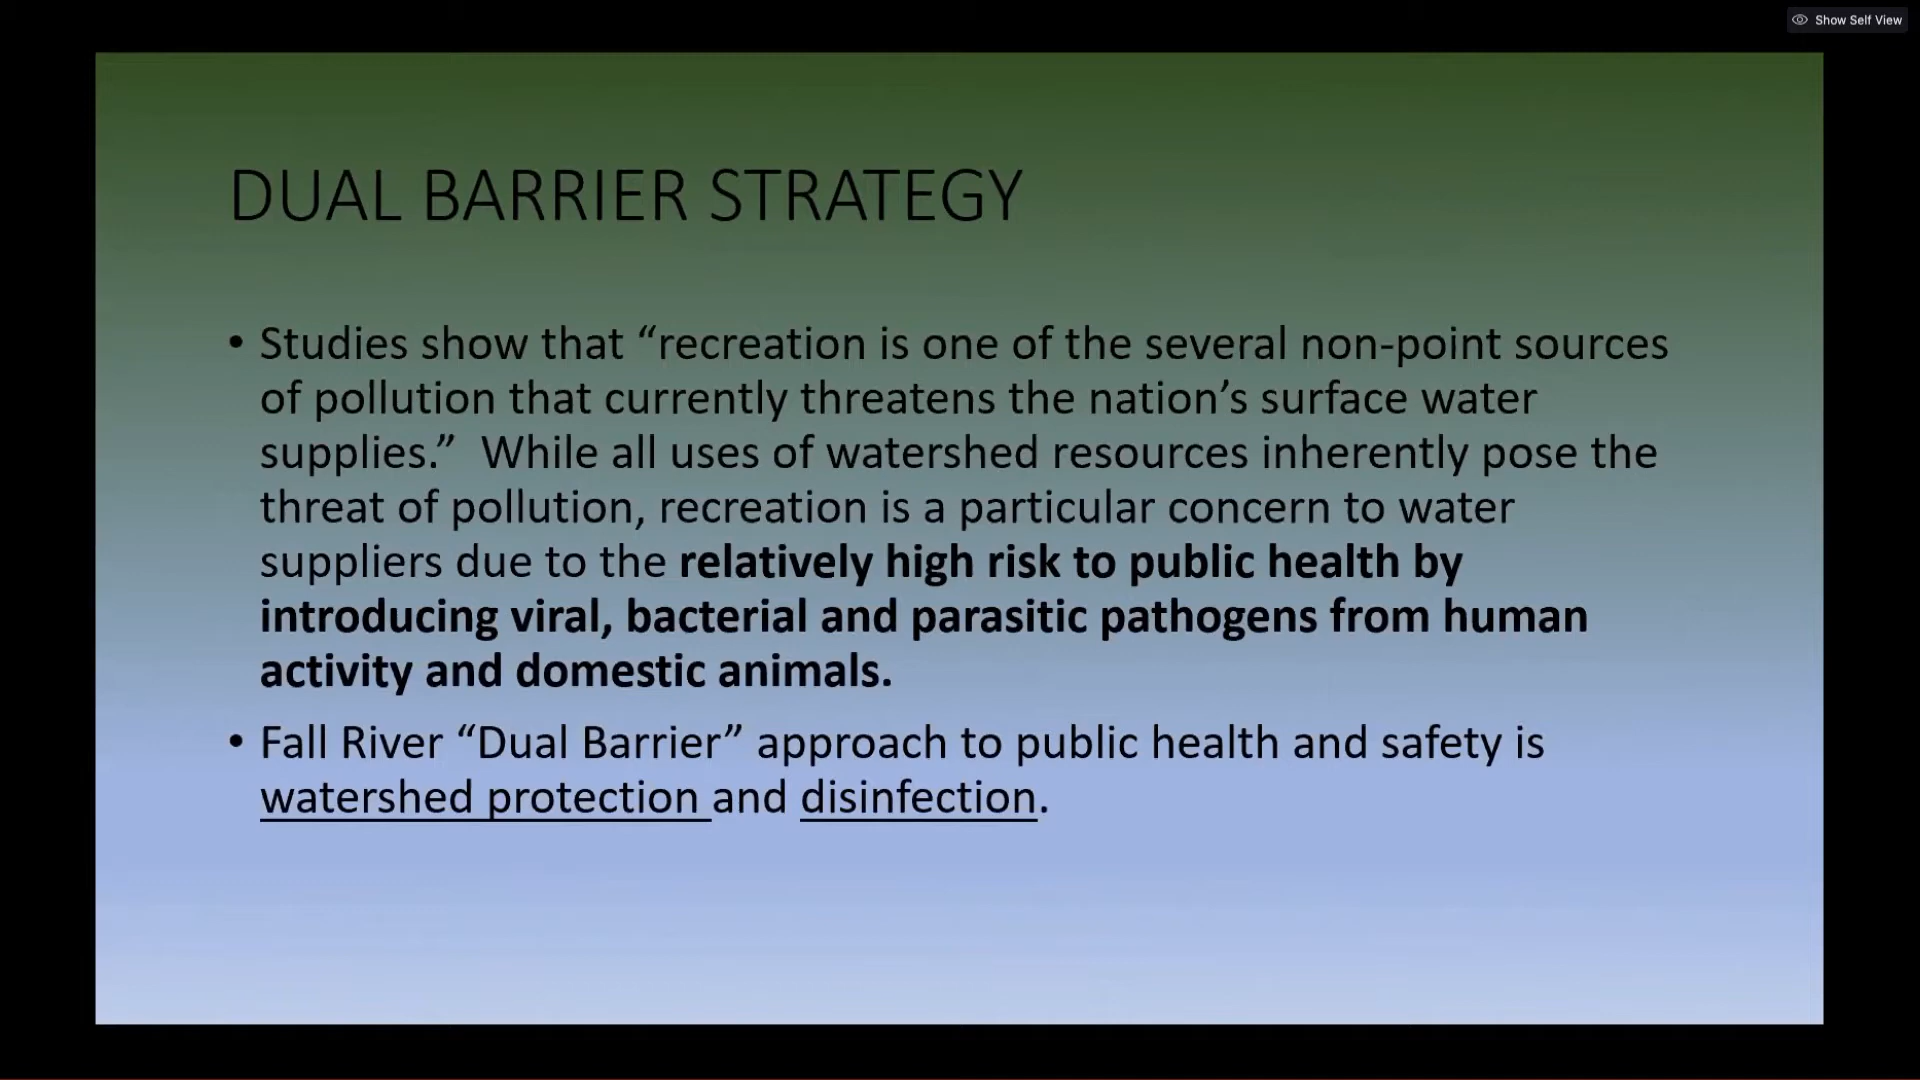 Show Self View
DUAL BARRIER STRATEGY
• Studies show that “recreation is one of the several non-point sources
of pollution that currently threatens the nation’s surface water
supplies.”  While all uses of watershed resources inherently pose the
threat of pollution, recreation is a particular concern to water
suppliers due to the relatively high risk to public health by
introducing viral, bacterial and parasitic pathogens from human
activity and domestic animals.
• Fall River “Dual Barrier” approach to public health and safety is
watershed protection and disinfection.